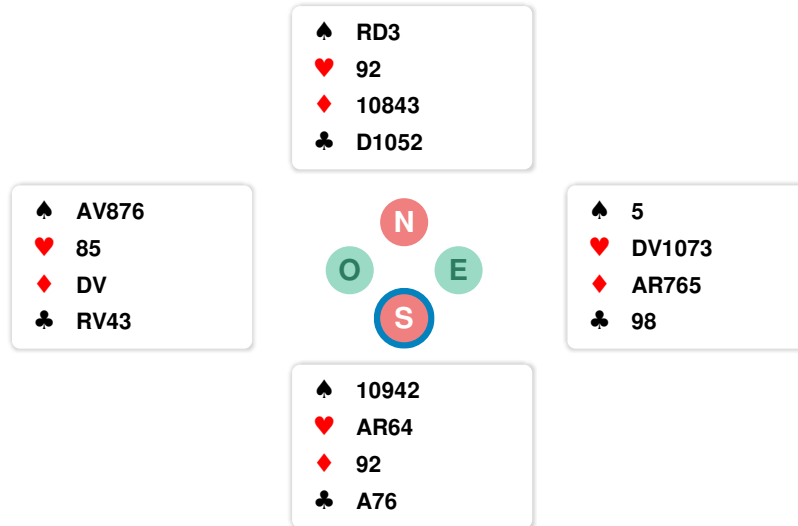 ♠ RD3
♥ 92
♦ 10843
♣ D1052
♠ AV876
♥ 85
♦ DV
♣ RV43
N
O E
S
♠ 5
♥ DV1073
♦ AR765
♣ 98
♠ 10942
♥ AR64
♦ 92
♣ A76